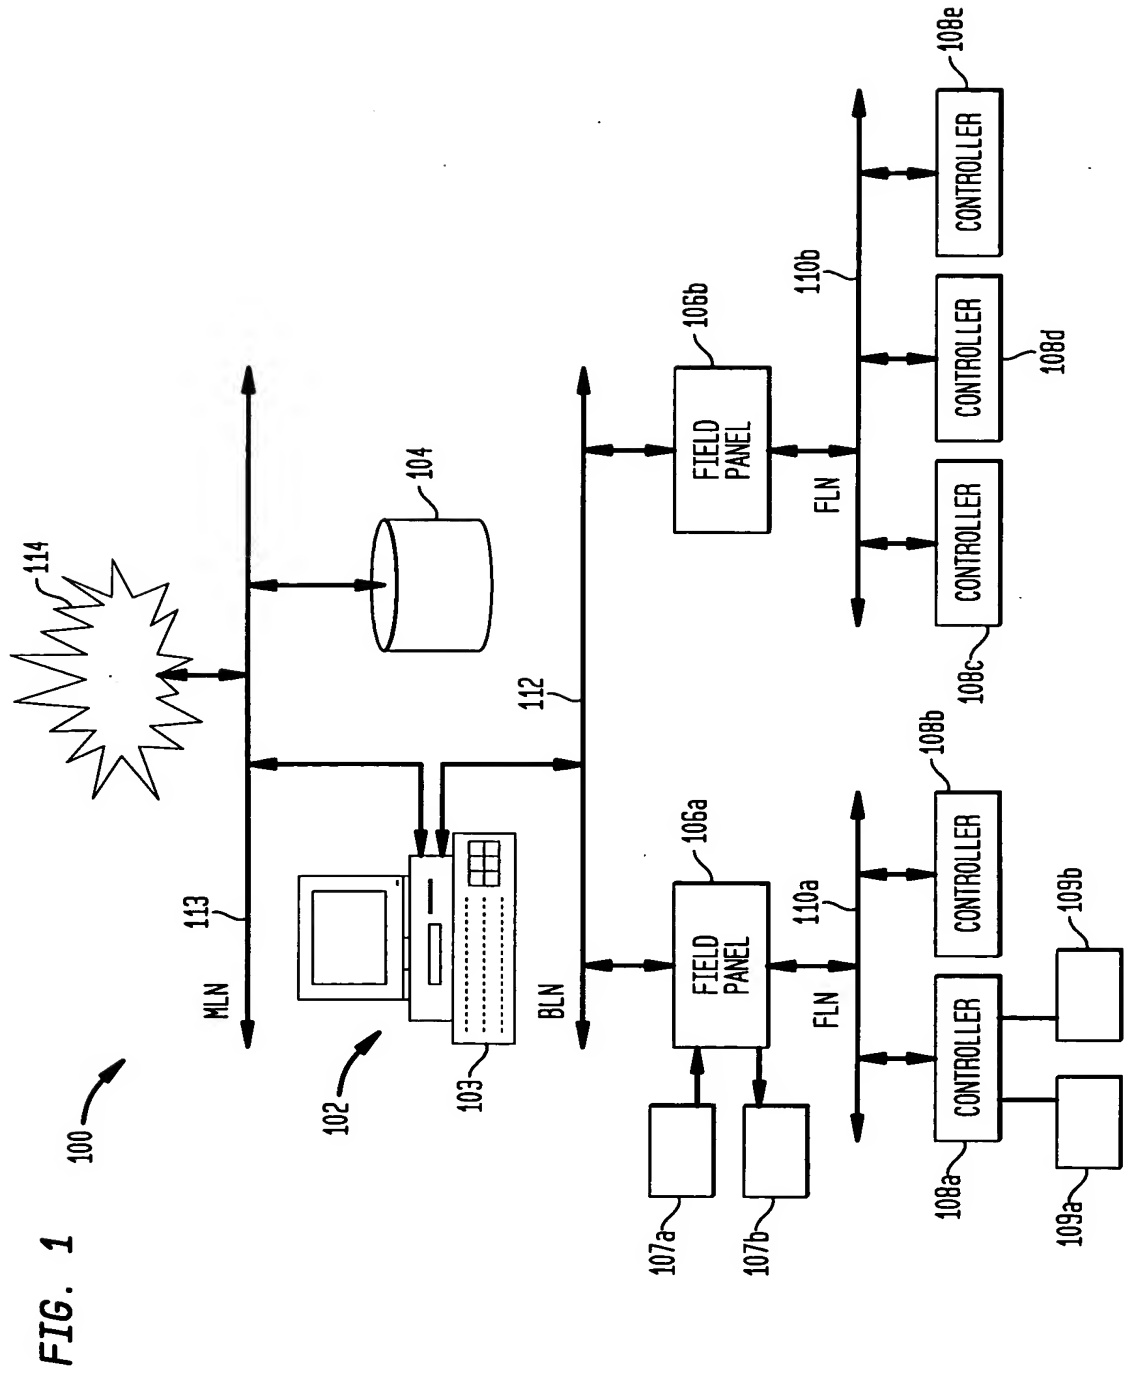 FIG. 1
100
114
MLN
113
104
102
103
BLN
112
107a
107b
FIELD
PANEL
106a
FIELD
PANEL
106b
FLN
110a
FLN
110b
CONTROLLER
108a
CONTROLLER
108b
CONTROLLER
108c
CONTROLLER
108d
CONTROLLER
108e
109a
109b